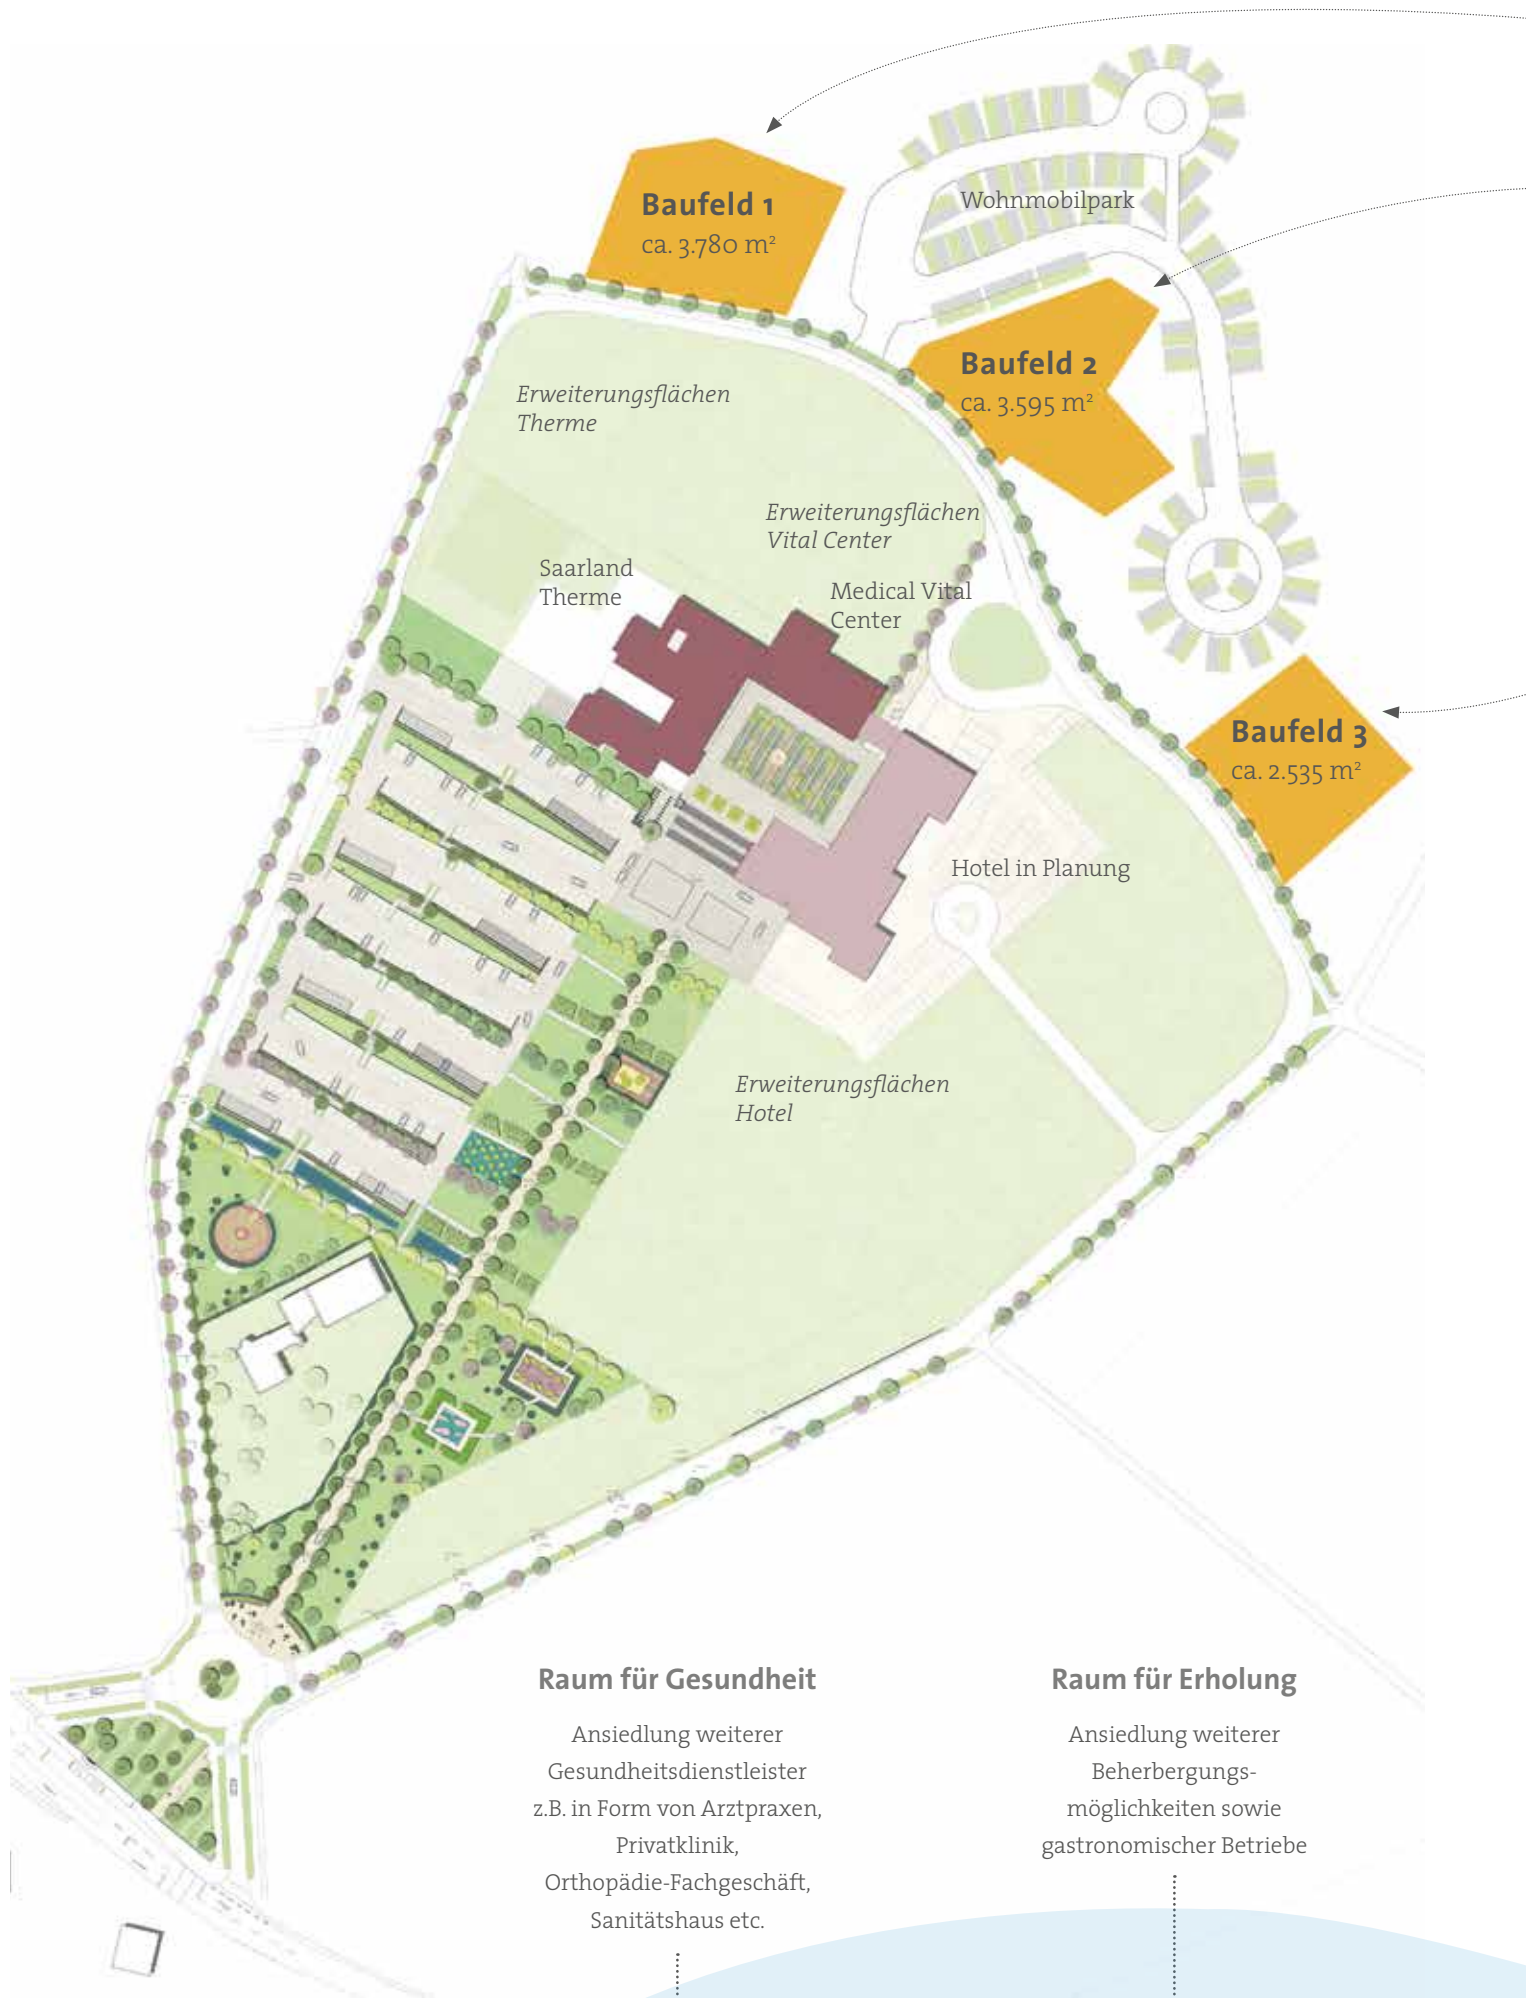 Baufeld 1
ca. 3.780 m²
Wohnmobilpark
Baufeld 2
ca. 3.595 m²
Erweiterungsflächen
Therme
Erweiterungsflächen
Vital Center
Saarland
Therme
Medical Vital
Center
Baufeld 3
ca. 2.535 m²
Hotel in Planung
Erweiterungsflächen
Hotel
Raum für Gesundheit
Ansiedlung weiterer
Gesundheitsdienstleister
z.B. in Form von Arztpraxen,
Privatklinik,
Orthopädie-Fachgeschäft,
Sanitätshaus etc.
Raum für Erholung
Ansiedlung weiterer
Beherbergungs-
möglichkeiten sowie
gastronomischer Betriebe